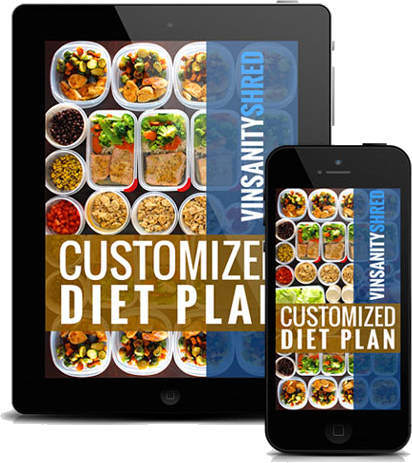 VINSANITYSHRED
CUSTOMIZED
DIET PLAN
VINSANITYSHRED
CUSTOMIZED
DIET PLAN